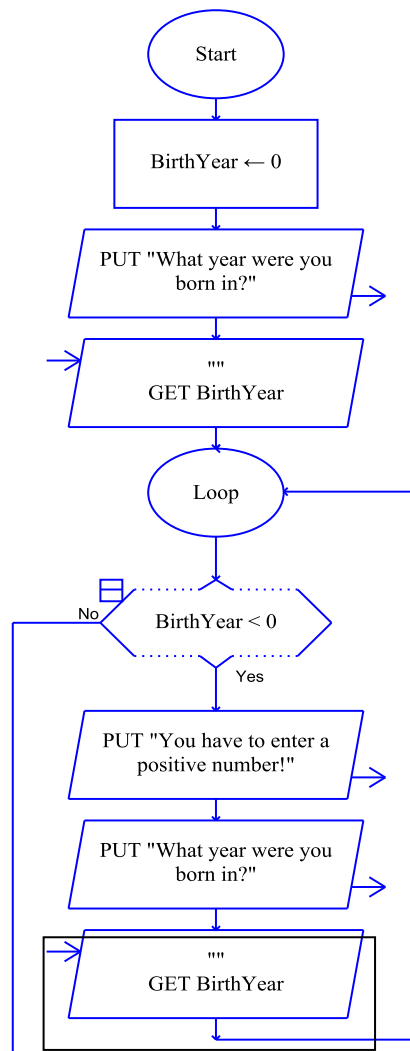 Start
BirthYear ← 0
PUT "What year were you
born in?"
""
GET BirthYear
Loop
No
BirthYear < 0
Yes
PUT "You have to enter a
positive number!"
PUT "What year were you
born in?"
""
GET BirthYear